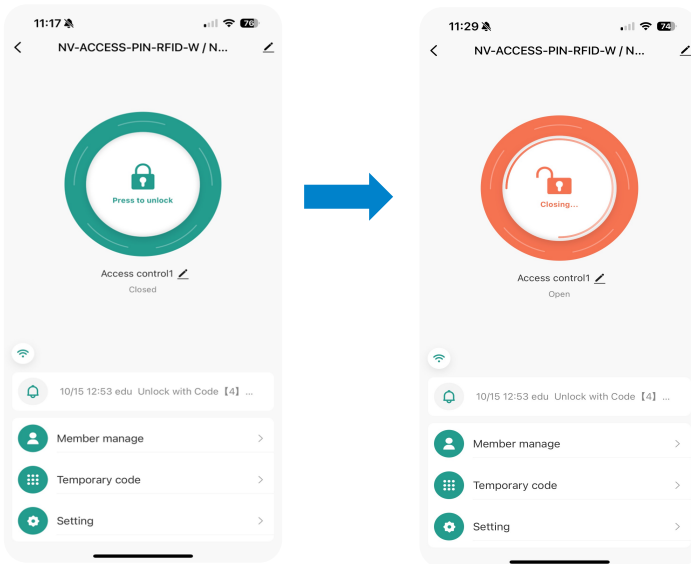 11:17
76
NV-ACCESS-PIN-RFID-W / N...
Press to unlock
Access control1
Closed
10/15 12:53 edu Unlock with Code【4】...
Member manage
Temporary code
Setting
11:29
74
NV-ACCESS-PIN-RFID-W / N...
Closing...
Access control1
Open
10/15 12:53 edu Unlock with Code【4】...
Member manage
Temporary code
Setting